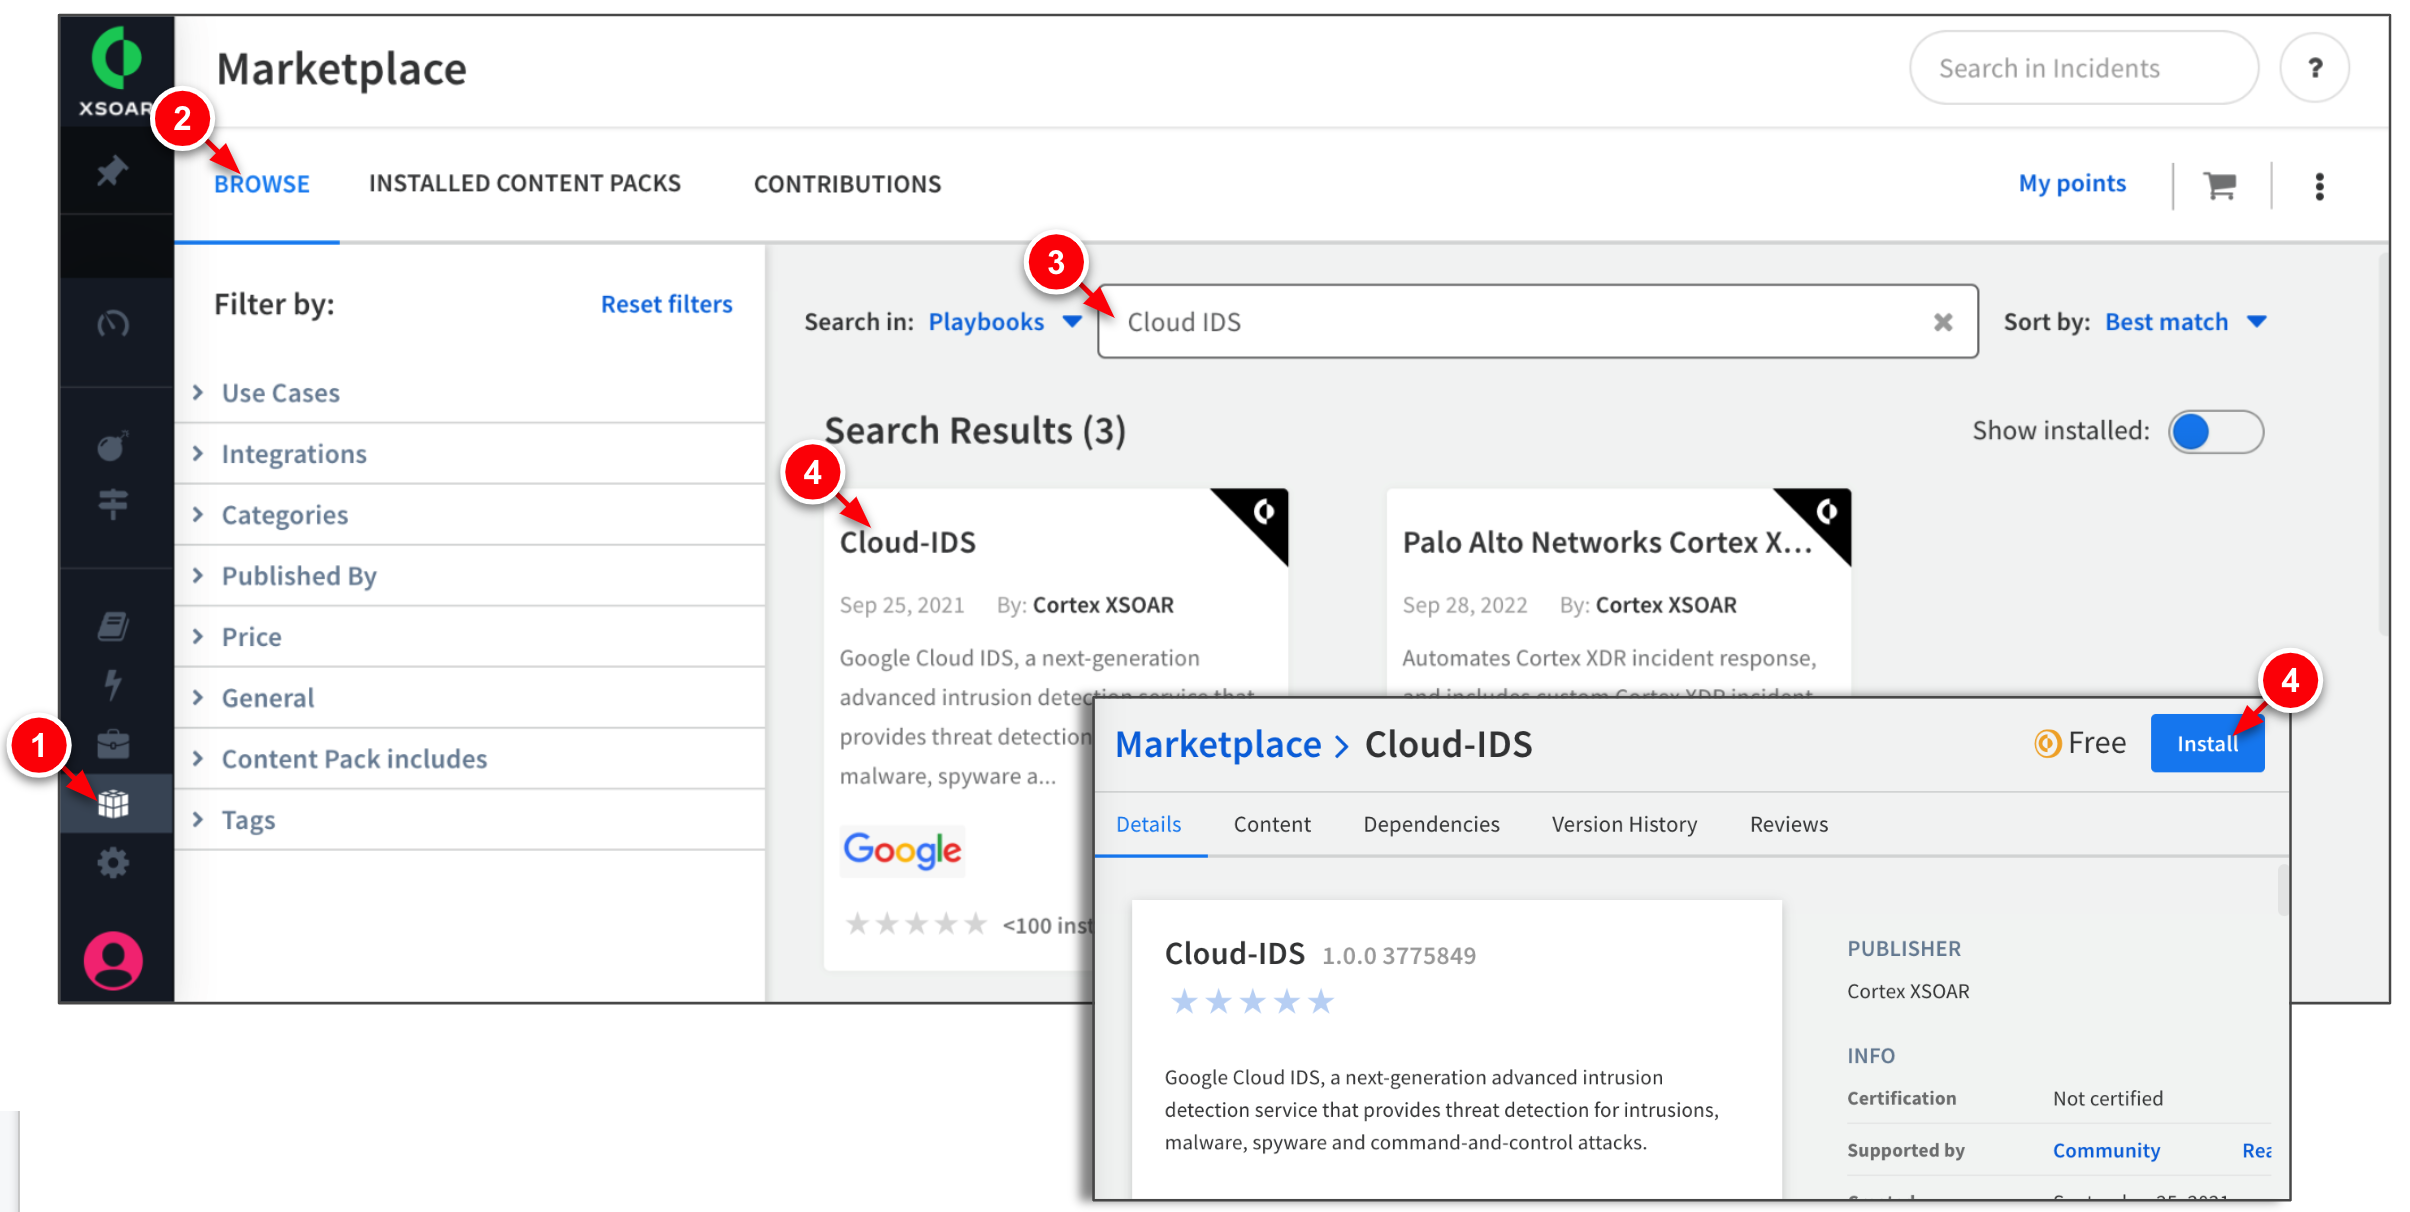 XSOAR
Marketplace
Search in Incidents
?
2
BROWSE
INSTALLED CONTENT PACKS
CONTRIBUTIONS
My points
3
Filter by:
Reset filters
Search in: Playbooks
Cloud IDS
Sort by: Best match
Use Cases
Integrations
Categories
Published By
Price
General
Content Pack includes
Tags
1
Search Results (3)
Show installed:
4
Cloud-IDS
Sep 25, 2021 By: Cortex XSOAR
Google Cloud IDS, a next-generation
advanced intrusion detection service that
provides threat detection
malware, spyware a...
Google
<100 inst
Palo Alto Networks Cortex X...
Sep 28, 2022 By: Cortex XSOAR
Automates Cortex XDR incident response,
and includes custom Cortex XDR incident
4
Marketplace > Cloud-IDS
Free
Install
Details
Content
Dependencies
Version History
Reviews
Cloud-IDS 1.0.0 3775849
Google Cloud IDS, a next-generation advanced intrusion
detection service that provides threat detection for intrusions,
malware, spyware and command-and-control attacks.
PUBLISHER
Cortex XSOAR
INFO
Certification Not certified
Supported by Community Rea